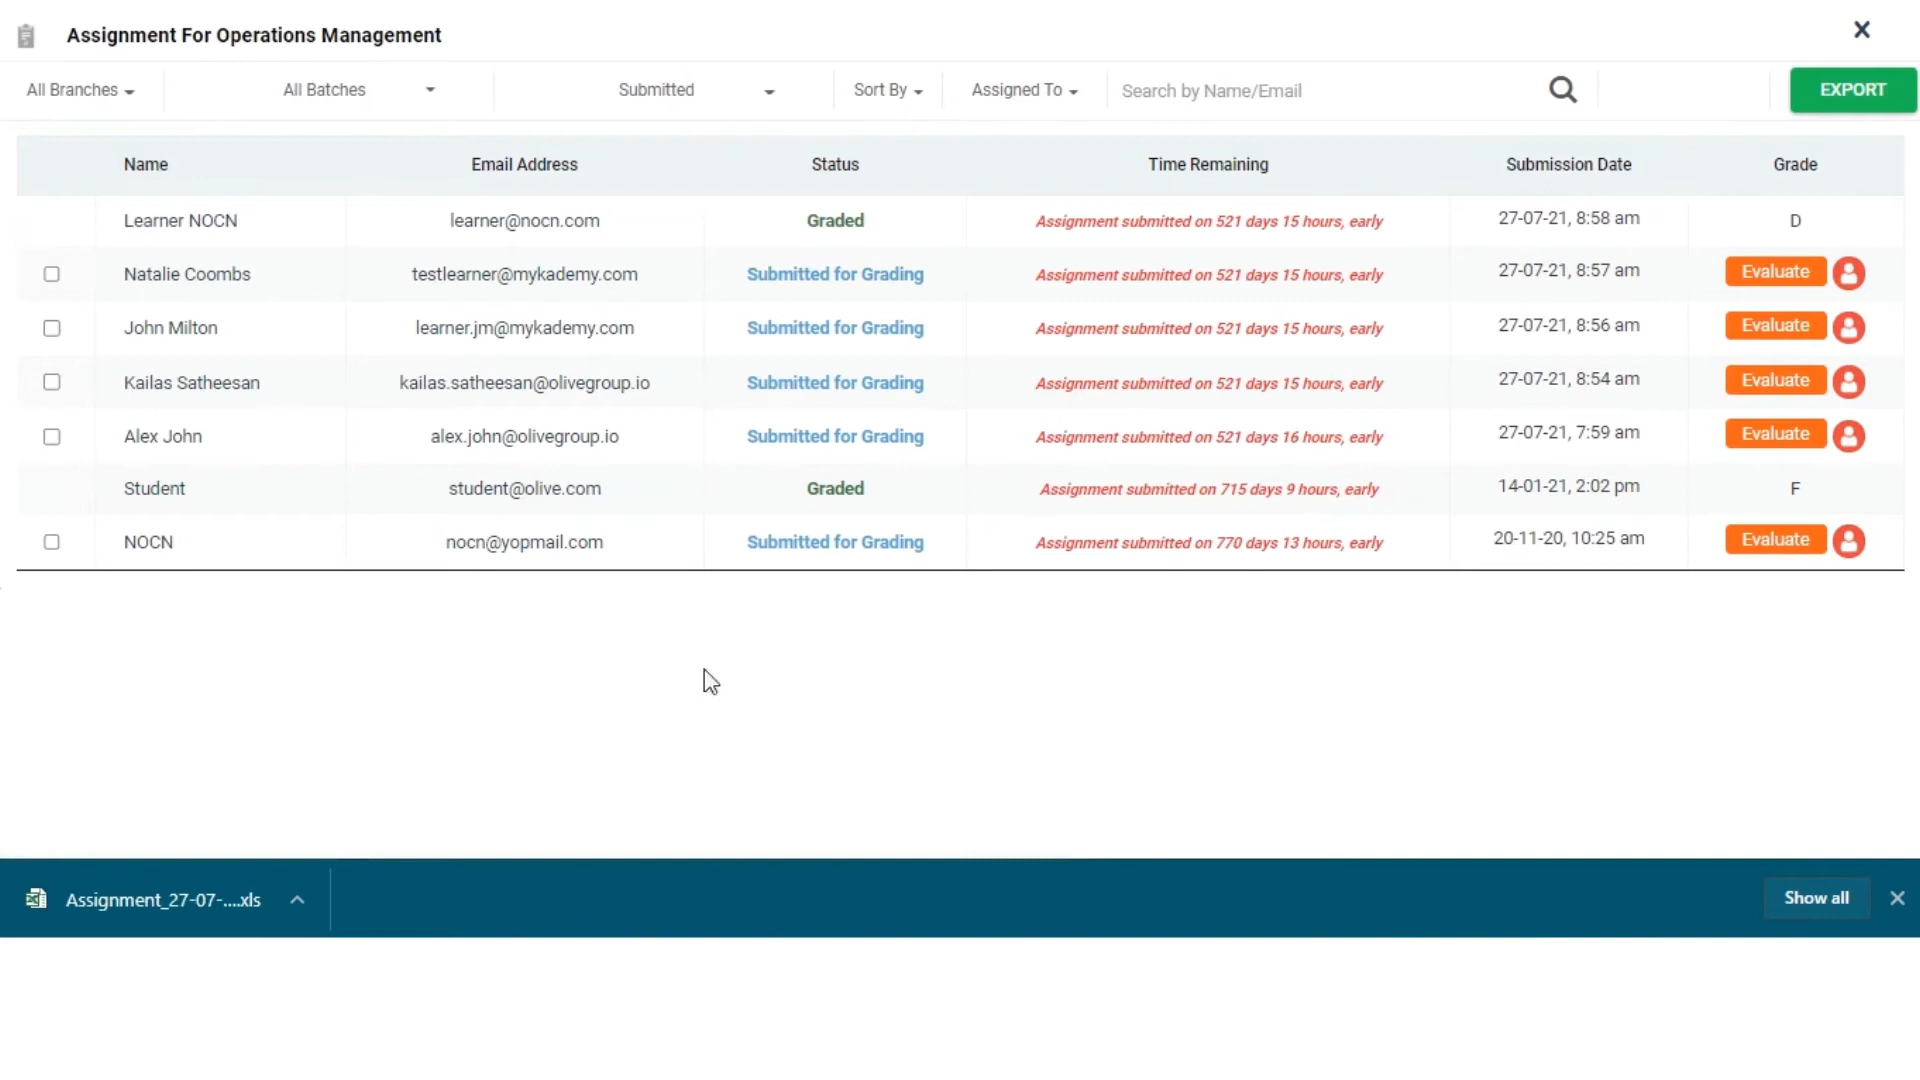 Assignment For Operations Management
All Branches
All Batches
Submitted
Sort By
Assigned To
Search by Name/Email
EXPORT
Name Email Address Status Time Remaining Submission Date Grade
Learner NOCN learner@nocn.com Graded Assignment submitted on 521 days 15 hours, early 27-07-21, 8:58 am D
Natalie Coombs testlearner@mykademy.com Submitted for Grading Assignment submitted on 521 days 15 hours, early 27-07-21, 8:57 am Evaluate
John Milton learner.jm@mykademy.com Submitted for Grading Assignment submitted on 521 days 15 hours, early 27-07-21, 8:56 am Evaluate
Kailas Satheesan kailas.satheesan@olivegroup.io Submitted for Grading Assignment submitted on 521 days 15 hours, early 27-07-21, 8:54 am Evaluate
Alex John alex.john@olivegroup.io Submitted for Grading Assignment submitted on 521 days 16 hours, early 27-07-21, 7:59 am Evaluate
Student student@olive.com Graded Assignment submitted on 715 days 9 hours, early 14-01-21, 2:02 pm F
NOCN nocn@yopmail.com Submitted for Grading Assignment submitted on 770 days 13 hours, early 20-11-20, 10:25 am Evaluate
Assignment_27-07-....xls
Show all